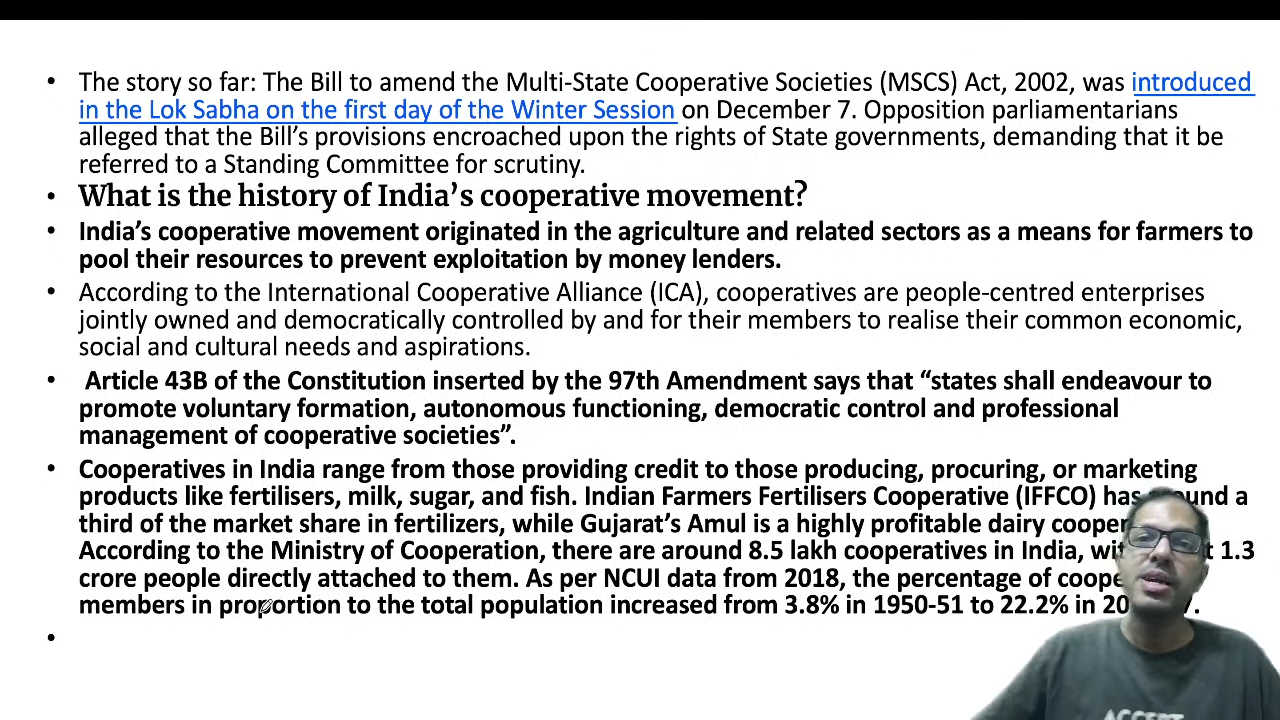 • The story so far: The Bill to amend the Multi-State Cooperative Societies (MSCS) Act, 2002, was introduced
in the Lok Sabha on the first day of the Winter Session on December 7. Opposition parliamentarians
alleged that the Bill’s provisions encroached upon the rights of State governments, demanding that it be
referred to a Standing Committee for scrutiny.
• What is the history of India’s cooperative movement?
• India’s cooperative movement originated in the agriculture and related sectors as a means for farmers to
pool their resources to prevent exploitation by money lenders.
• According to the International Cooperative Alliance (ICA), cooperatives are people-centred enterprises
jointly owned and democratically controlled by and for their members to realise their common economic,
social and cultural needs and aspirations.
• Article 43B of the Constitution inserted by the 97th Amendment says that “states shall endeavour to
promote voluntary formation, autonomous functioning, democratic control and professional
management of cooperative societies”.
• Cooperatives in India range from those providing credit to those producing, procuring, or marketing
products like fertilisers, milk, sugar, and fish. Indian Farmers Fertilisers Cooperative (IFFCO) has a
third of the market share in fertilizers, while Gujarat’s Amul is a highly profitable dairy
According to the Ministry of Cooperation, there are around 8.5 lakh cooperatives in India, 1.3
crore people directly attached to them. As per NCUI data from 2018, the percentage of
members in proportion to the total population increased from 3.8% in 1950-51 to 22.2% in
•